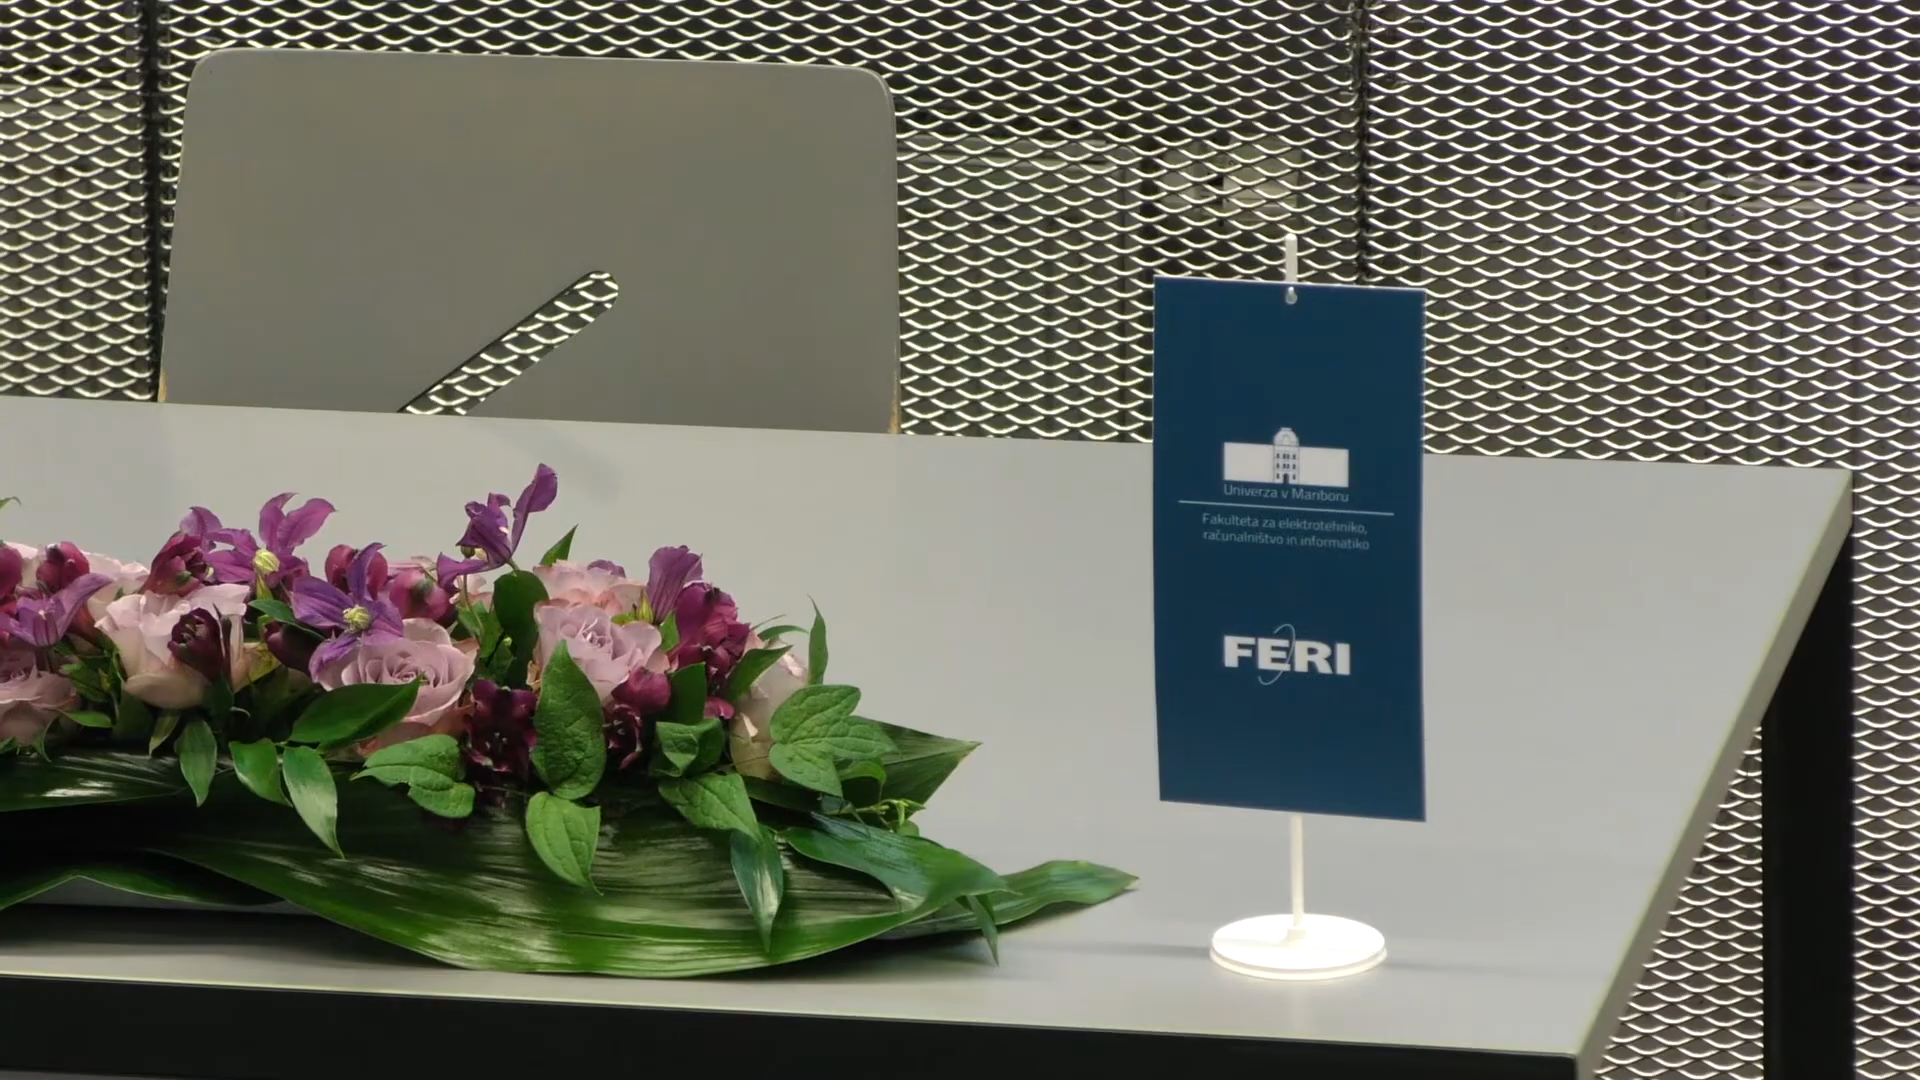 Univerza v Mariboru
Fakulteta za elektrotehniko,
računalništvo in informatiko
FERI